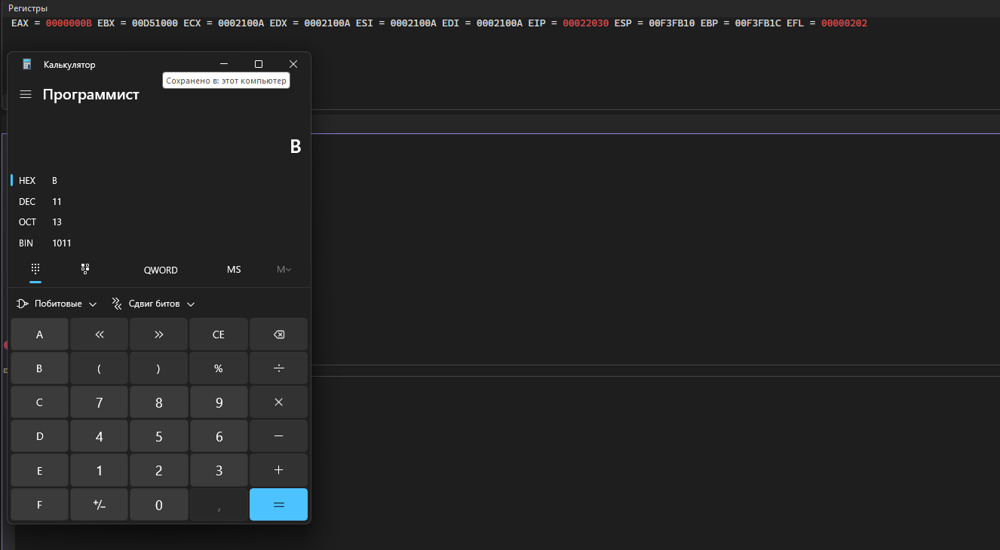 Регистры
EAX = 0000000B EBX = 00D51000 ECX = 0002100A EDX = 0002100A ESI = 0002100A EDI = 0002100A EIP = 00022030 ESP = 00F3FB10 EBP = 00F3FB1C EFL = 00000202
Калькулятор
Сохранено в: этот компьютер
Программист
B
HEX B
DEC 11
OCT 13
BIN 1011
QWORD MS M
Побитовые Сдвиг битов
A « » CE
B ( ) % ÷
C 7 8 9 ×
D 4 5 6 −
E 1 2 3 +
F +/− 0 , =